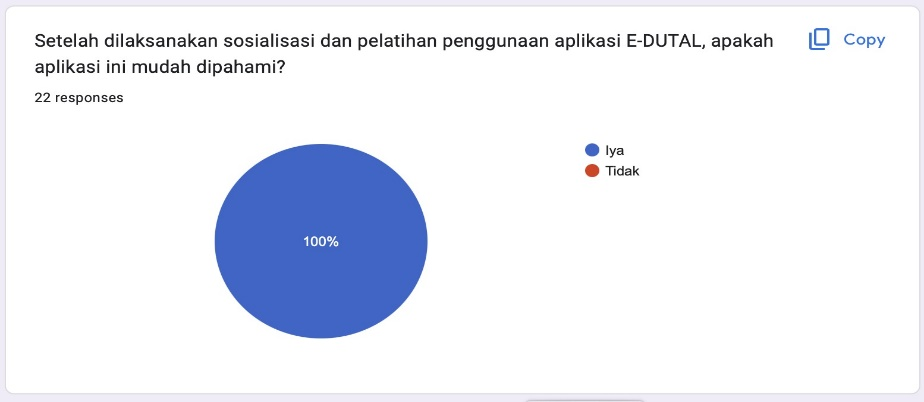 Setelah dilaksanakan sosialisasi dan pelatihan penggunaan aplikasi E-DUTAL, apakah
aplikasi ini mudah dipahami?
Copy
22 responses
Iya
Tidak
100%